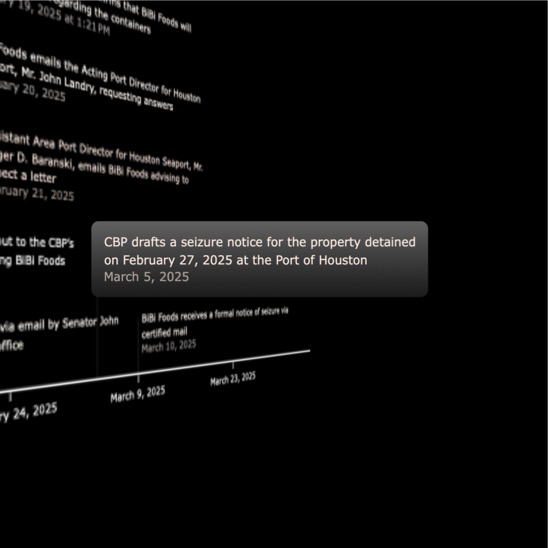 ry 19, 2025 at 1:21PM
garding the containers
that BiBi Foods will
Foods emails the Acting Port Director for Houston
ort, Mr. John Landry, requesting answers
uary 20, 2025
istant Area Port Director for Houston Seaport, Mr.
ger D. Baranski, emails BiBi Foods advising to
ect a letter
ruary 21, 2025
ut to the CBP's
ng BiBi Foods
CBP drafts a seizure notice for the property detained
on February 27, 2025 at the Port of Houston
March 5, 2025
via email by Senator John
ffice
BiBi Foods receives a formal notice of seizure via
certified mail
March 10, 2025
ry 24, 2025
March 9, 2025
March 23, 2025